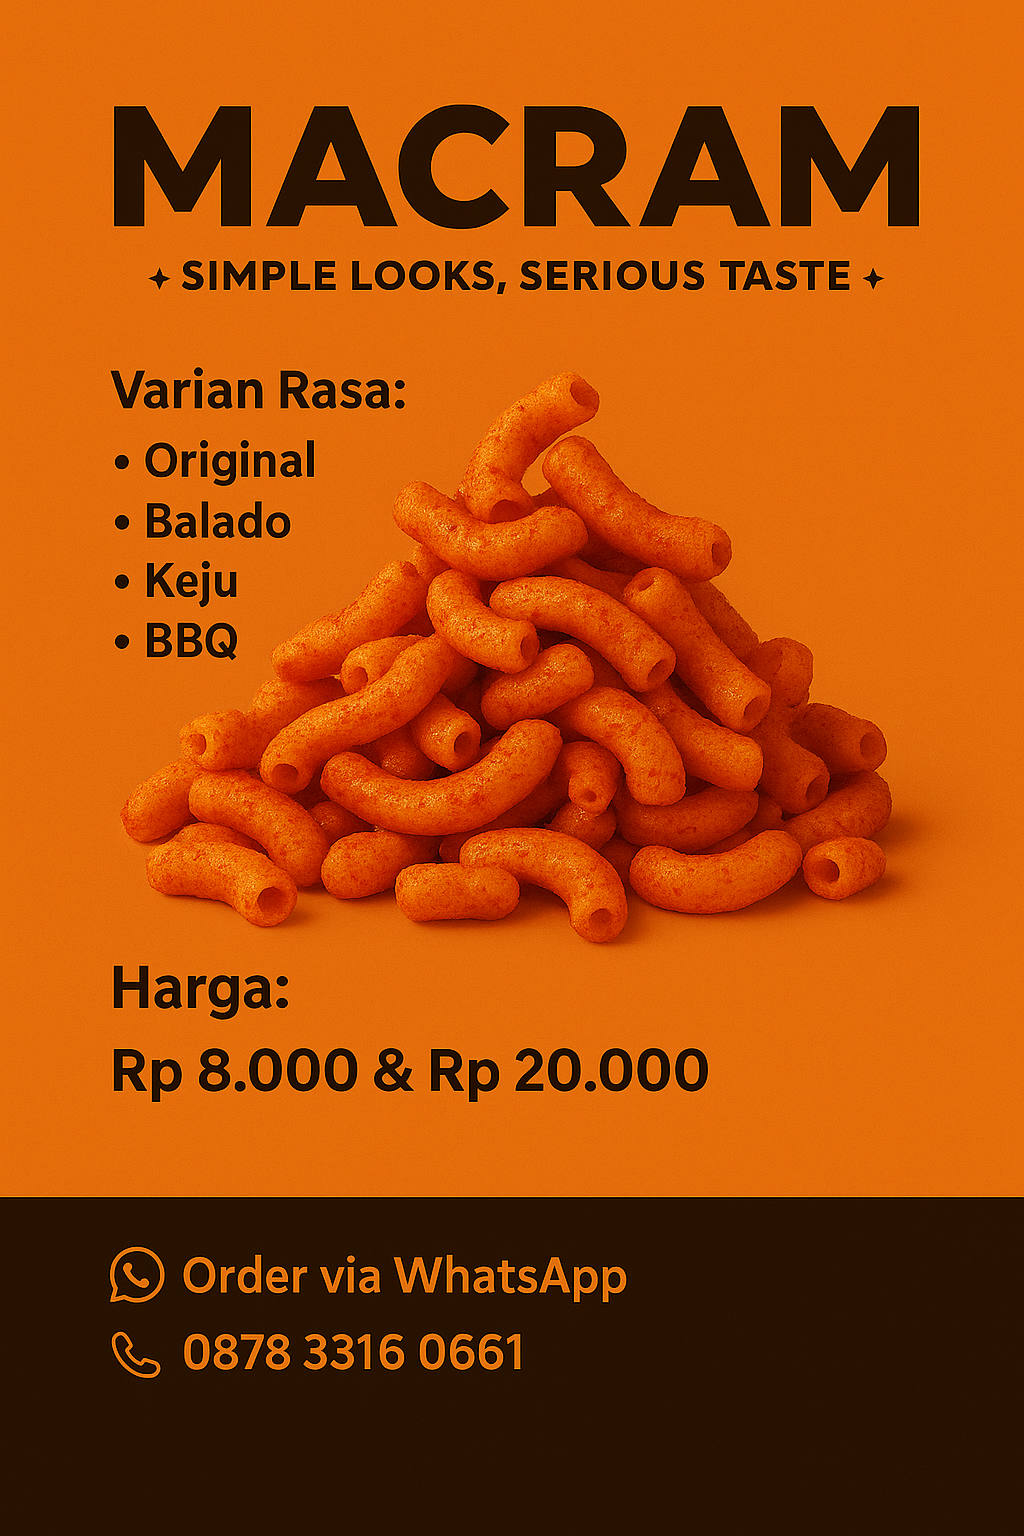 MACRAM
SIMPLE LOOKS, SERIOUS TASTE
Varian Rasa:
• Original
• Balado
• Keju
• BBQ
Harga:
Rp 8.000 & Rp 20.000
Order via WhatsApp
0878 3316 0661